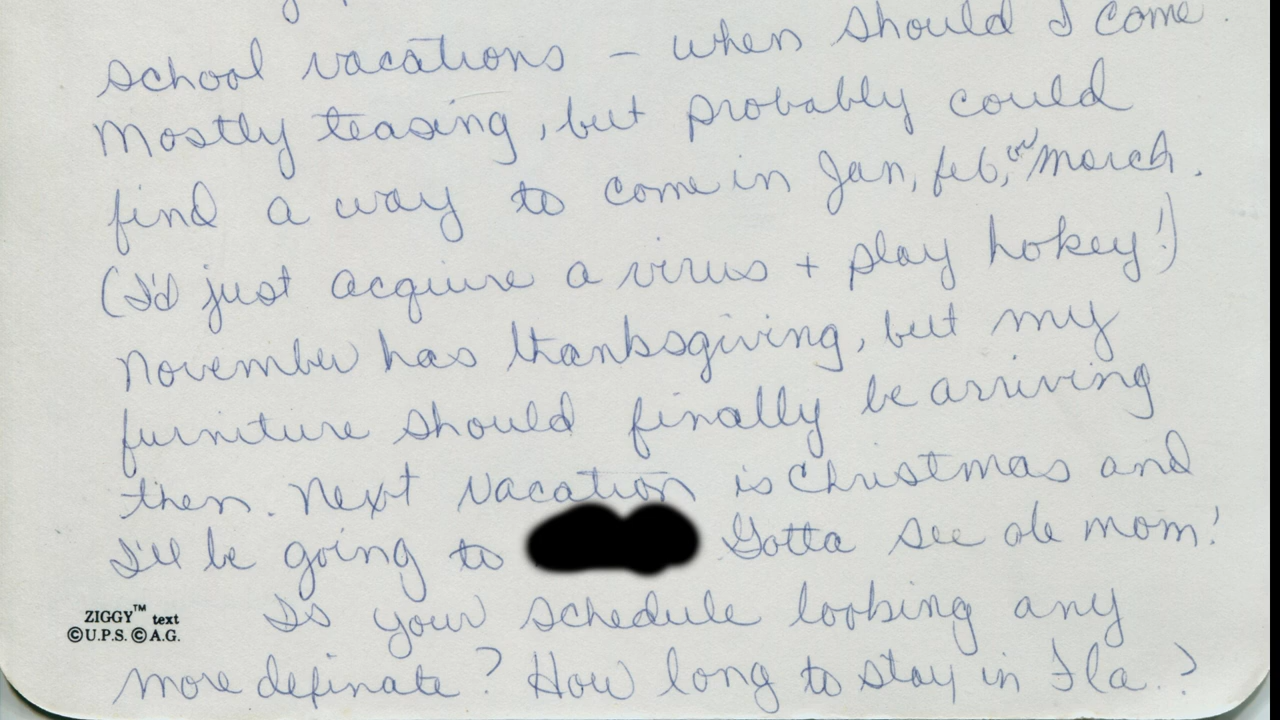 school vacations – when should I come.
Mostly teasing, but probably could
find a way to come in Jan, feb, or March.
(I'd just acquire a virus + play hokey!)
November has thanksgiving, but my
furniture should finally be arriving
then. Next vacation is Christmas and
I'll be going to Gotta see ole mom!
ZIGGY™ text
©U.P.S. ©A.G.
Is your schedule looking any
more definate? How long to stay in Fla.?